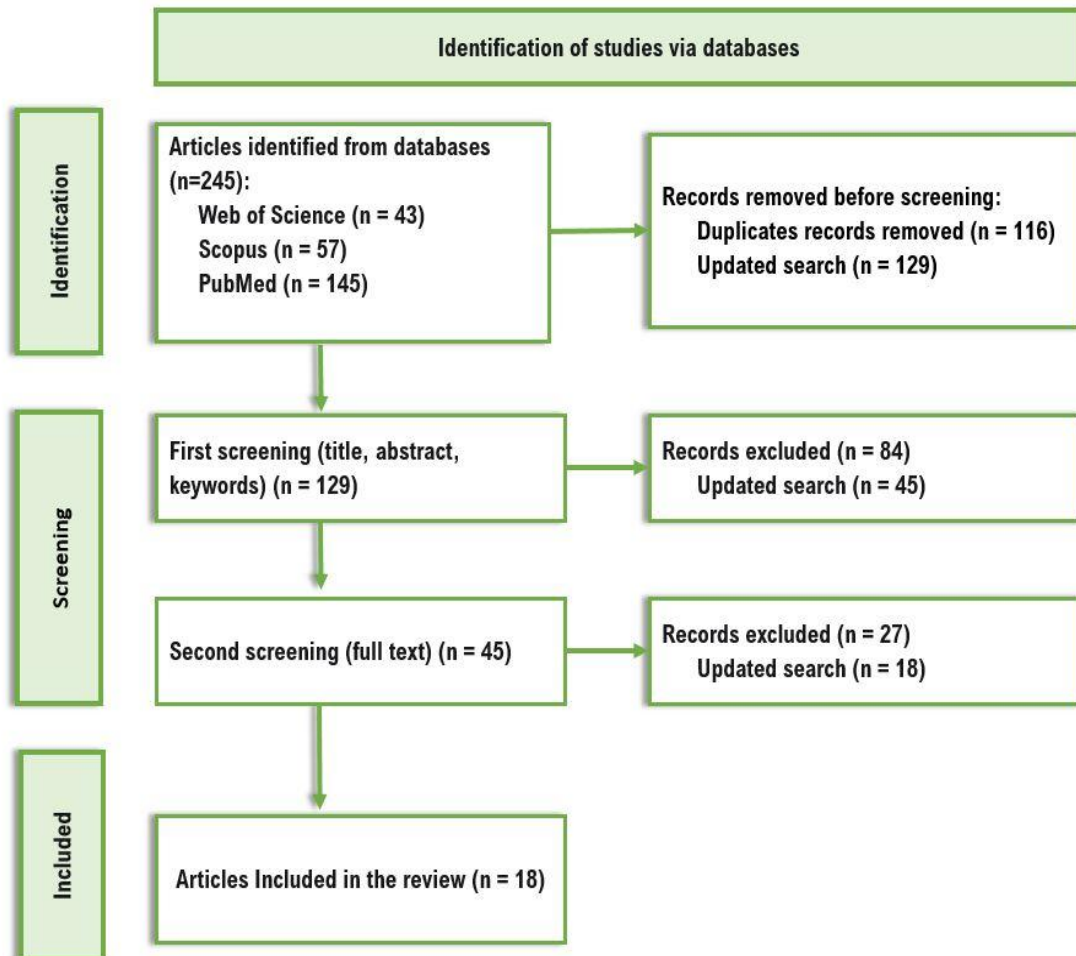 Identification of studies via databases
Identification
Articles identified from databases
(n=245):
Web of Science (n = 43)
Scopus (n = 57)
PubMed (n = 145)
Records removed before screening:
Duplicates records removed (n = 116)
Updated search (n = 129)
Screening
First screening (title, abstract,
keywords) (n = 129)
Records excluded (n = 84)
Updated search (n = 45)
Second screening (full text) (n = 45)
Records excluded (n = 27)
Updated search (n = 18)
Included
Articles Included in the review (n = 18)